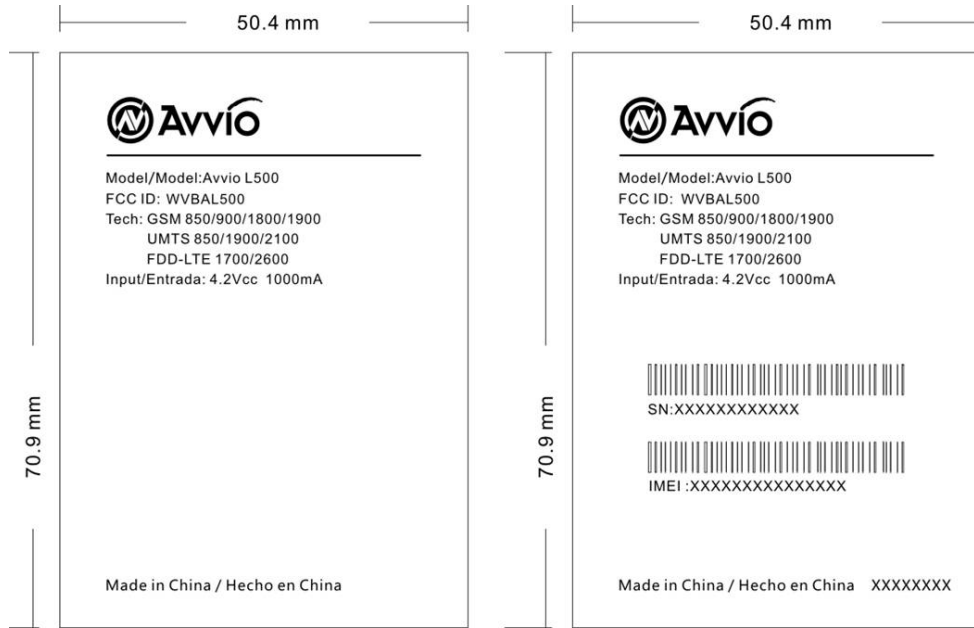 50.4 mm
70.9 mm
Avvio
Model/Model:Avvio L500
FCC ID: WVBAL500
Tech: GSM 850/900/1800/1900
UMTS 850/1900/2100
FDD-LTE 1700/2600
Input/Entrada: 4.2Vcc 1000mA
Made in China / Hecho en China
50.4 mm
70.9 mm
Avvio
Model/Model:Avvio L500
FCC ID: WVBAL500
Tech: GSM 850/900/1800/1900
UMTS 850/1900/2100
FDD-LTE 1700/2600
Input/Entrada: 4.2Vcc 1000mA
SN:XXXXXXXXXXXX
IMEI :XXXXXXXXXXXXXXX
Made in China / Hecho en China XXXXXXXX